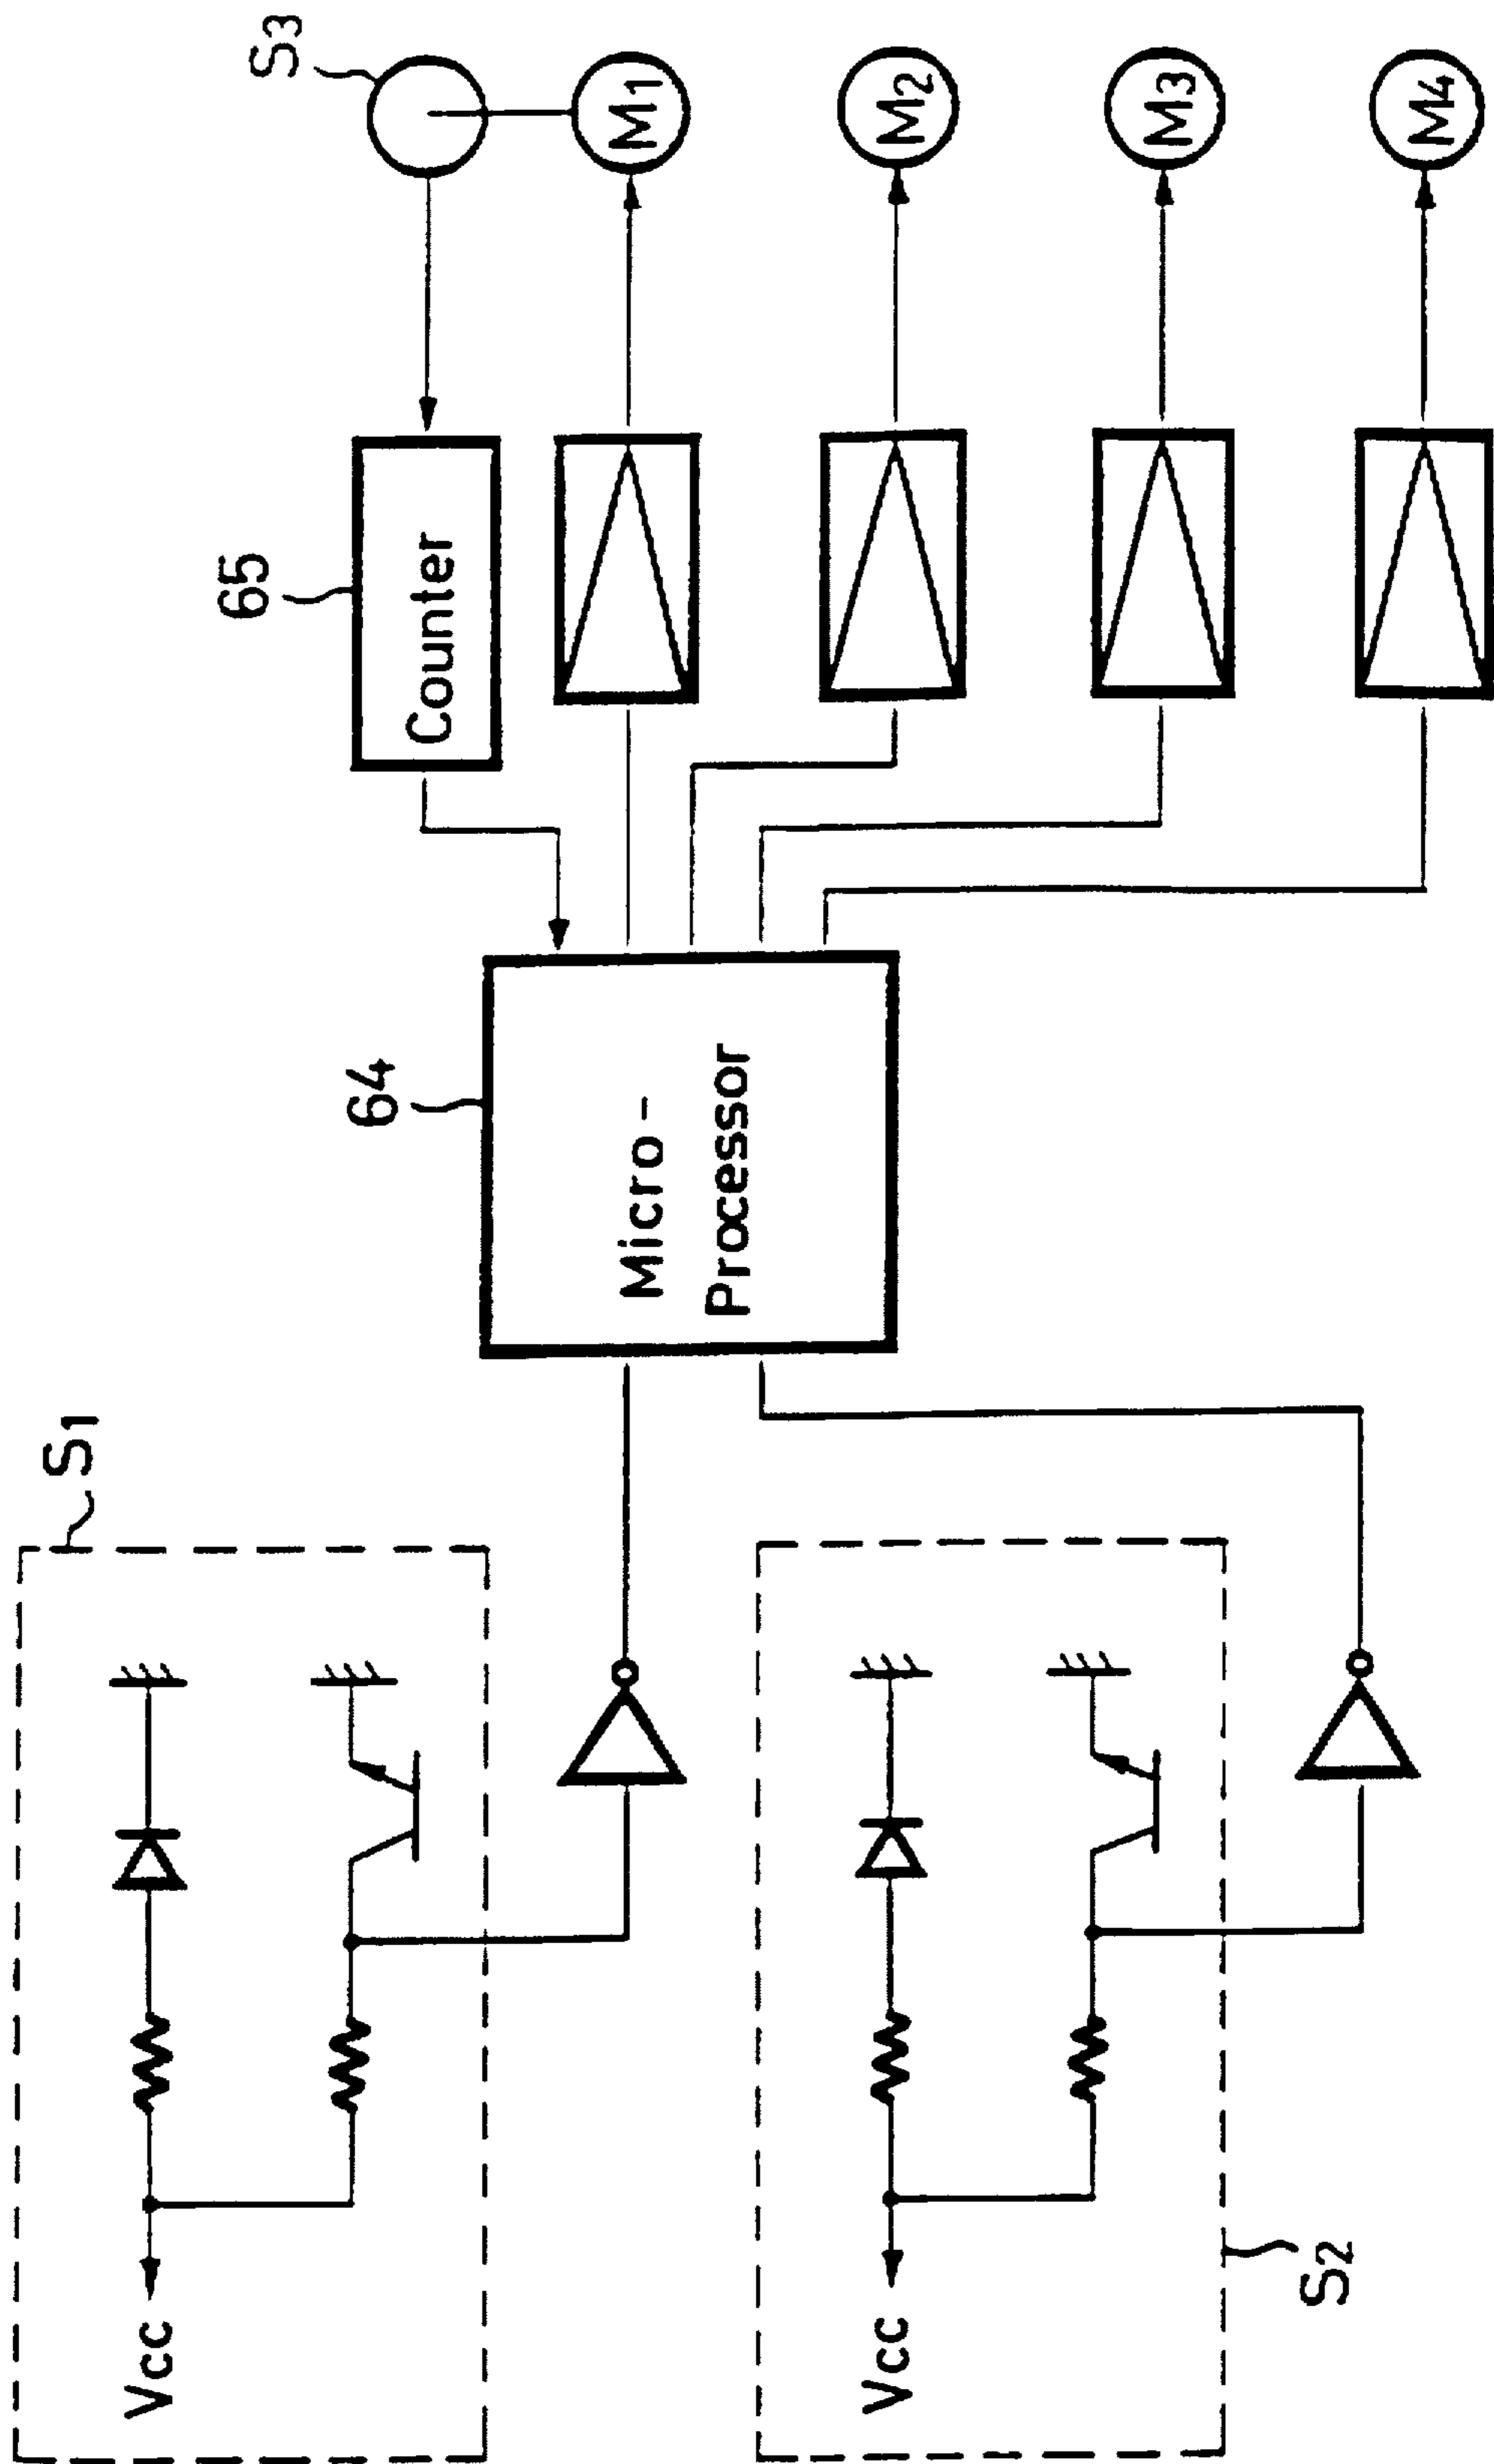 S1
Vcc
64
Micro-
Processor
65
Counter
S3
M1
M2
M3
M4
Vcc
S2